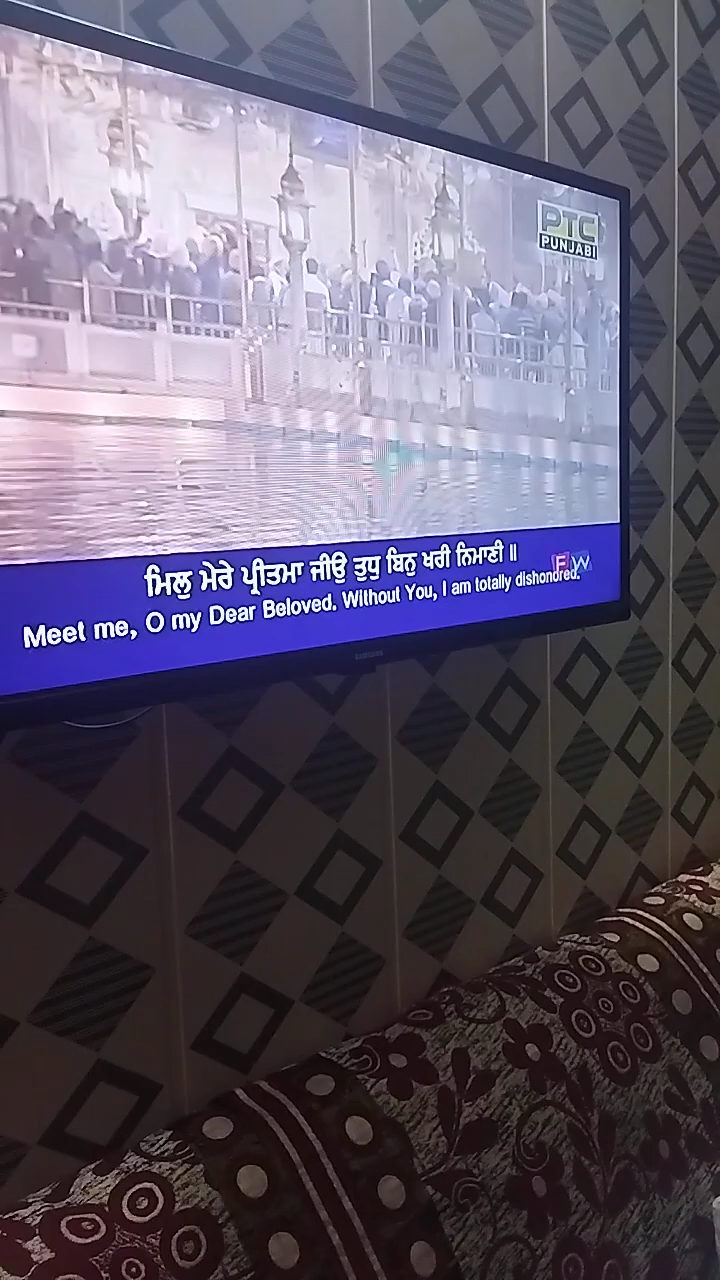 PTC
PUNJABI
ਮਿਲੁ ਮੇਰੇ ਪ੍ਰੀਤਮਾ ਜੀਉ ਤੁਧੁ ਬਿਨੁ ਖਰੀ ਨਿਮਾਣੀ ॥
Meet me, O my Dear Beloved. Without You, I am totally dishonored.
SAMSUNG